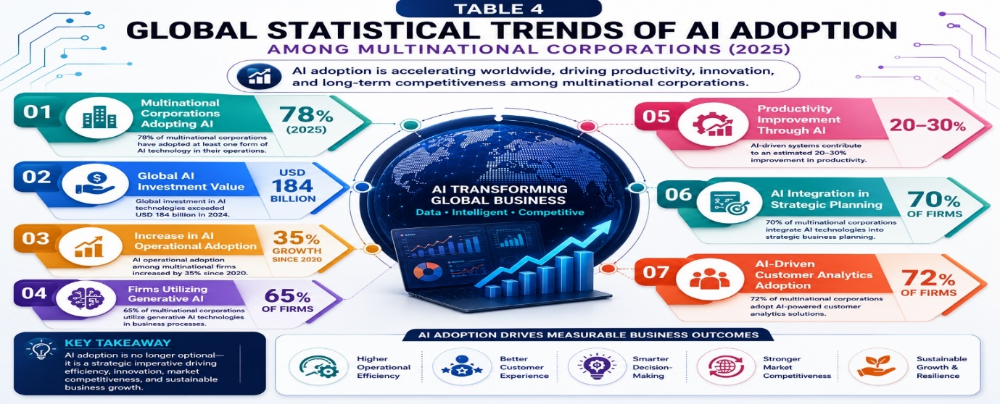 TABLE 4
GLOBAL STATISTICAL TRENDS OF AI ADOPTION
AMONG MULTINATIONAL CORPORATIONS (2025)
AI adoption is accelerating worldwide, driving productivity, innovation,
and long-term competitiveness among multinational corporations.
01
Multinational
Corporations
Adopting AI
78%
(2025)
78% of multinational corporations
have adopted at least one form of
AI technology in their operations.
02
Global AI
Investment Value
USD
184
BILLION
Global investment in AI
technologies exceeded
USD 184 billion in 2024.
03
Increase in AI
Operational Adoption
35%
GROWTH
SINCE 2020
AI operational adoption
among multinational firms
increased by 35% since 2020.
04
Firms Utilizing
Generative AI
65%
OF FIRMS
65% of multinational corporations
utilize generative AI technologies
in business processes.
AI TRANSFORMING
GLOBAL BUSINESS
Data • Intelligent • Competitive
05
Productivity
Improvement
Through AI
20–30%
AI-driven systems contribute
to an estimated 20–30%
improvement in productivity.
06
AI Integration in
Strategic Planning
70%
OF FIRMS
70% of multinational corporations
integrate AI technologies into
strategic business planning.
07
AI-Driven
Customer Analytics
Adoption
72%
OF FIRMS
72% of multinational corporations
adopt AI-powered customer
analytics solutions.
KEY TAKEAWAY
AI adoption is no longer optional—
it is a strategic imperative driving
efficiency, innovation, market
competitiveness, and sustainable
business growth.
AI ADOPTION DRIVES MEASURABLE BUSINESS OUTCOMES
Higher
Operational
Efficiency
Better
Customer
Experience
Smarter
Decision-
Making
Stronger
Market
Competitiveness
Sustainable
Growth &
Resilience